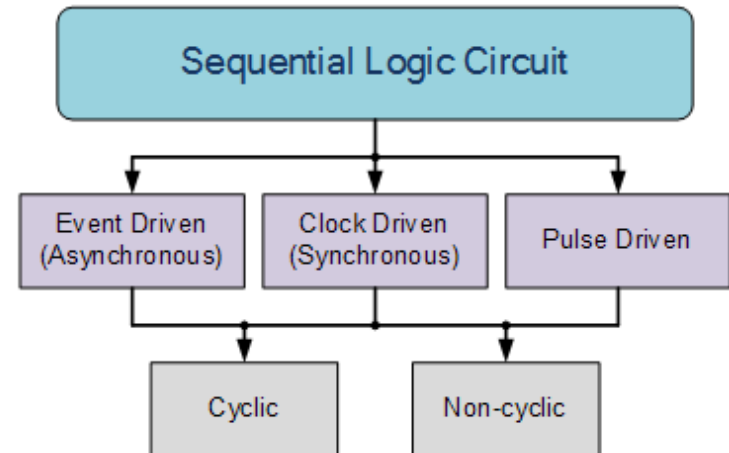 Sequential Logic Circuit
Event Driven
(Asynchronous)
Clock Driven
(Synchronous)
Pulse Driven
Cyclic
Non-cyclic